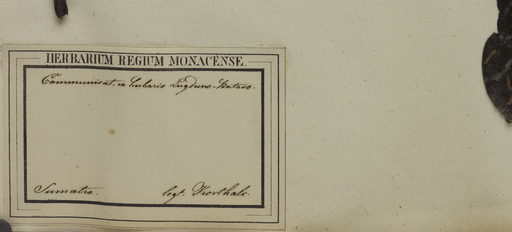 HERBARIUM REGIUM MONACENSE.
Communicat. ex herbario Lugduno-Batavo.
Sumatra. legt. Korthals.